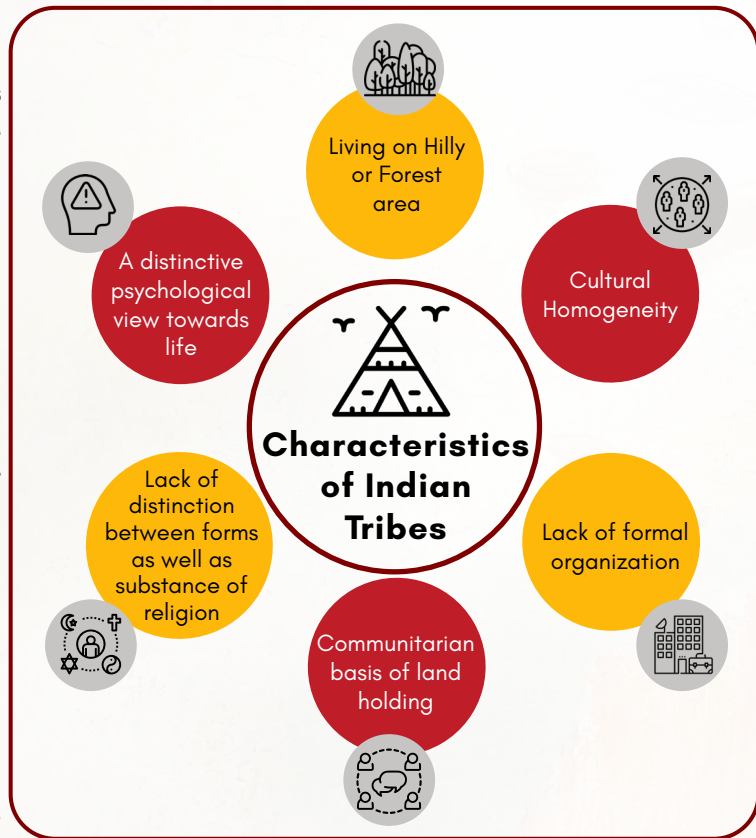 Living on Hilly
or Forest
area
Cultural
Homogeneity
A distinctive
psychological
view towards
life
Characteristics
of Indian
Tribes
Lack of
distinction
between forms
as well as
substance of
religion
Lack of formal
organization
Communitarian
basis of land
holding